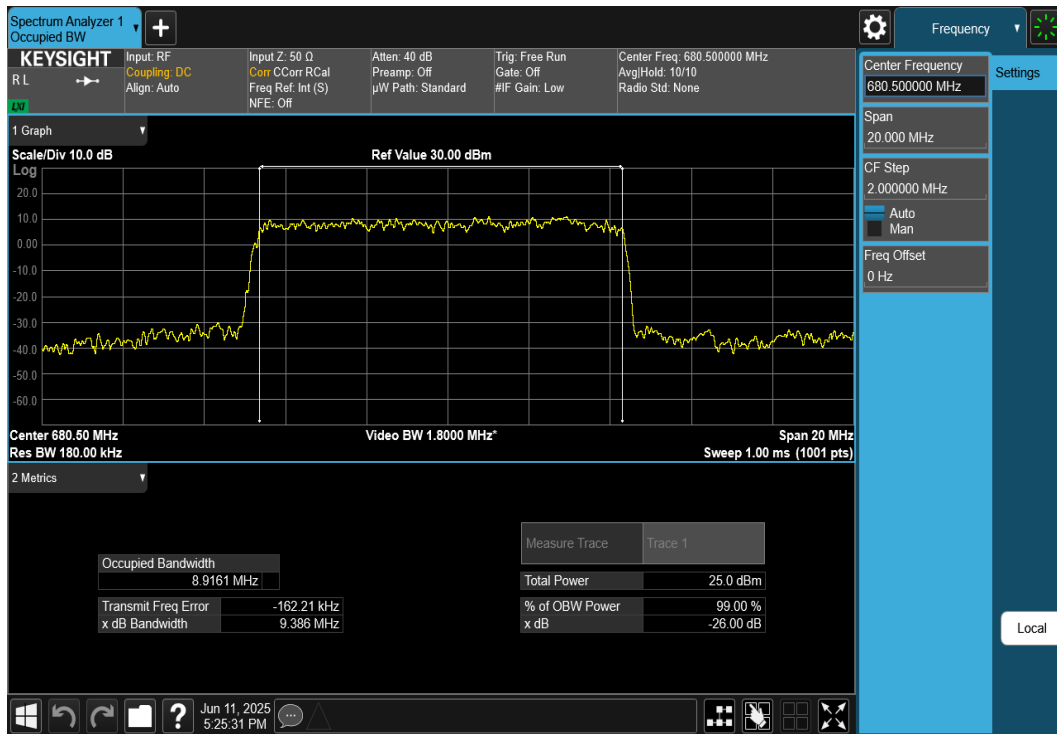 Spectrum Analyzer 1
Occupied BW
Frequency
KEYSIGHT
R L
LXI
Input: RF
Coupling: DC
Align: Auto
Input Z: 50 Ω
Corr CCorr RCal
Freq Ref: Int (S)
NFE: Off
Atten: 40 dB
Preamp: Off
µW Path: Standard
Trig: Free Run
Gate: Off
#IF Gain: Low
Center Freq: 680.500000 MHz
Avg|Hold: 10/10
Radio Std: None
Center Frequency
680.500000 MHz
Settings
Span
20.000 MHz
CF Step
2.000000 MHz
Auto
Man
Freq Offset
0 Hz
Local
1 Graph
Scale/Div 10.0 dB
Ref Value 30.00 dBm
Log
20.0
10.0
0.00
-10.0
-20.0
-30.0
-40.0
-50.0
-60.0
Center 680.50 MHz
Video BW 1.8000 MHz*
Span 20 MHz
Res BW 180.00 kHz
Sweep 1.00 ms (1001 pts)
2 Metrics
Measure Trace
Trace 1
Occupied Bandwidth
8.9161 MHz
Total Power
25.0 dBm
Transmit Freq Error
-162.21 kHz
% of OBW Power
99.00 %
x dB Bandwidth
9.386 MHz
x dB
-26.00 dB
?
Jun 11, 2025
5:25:31 PM